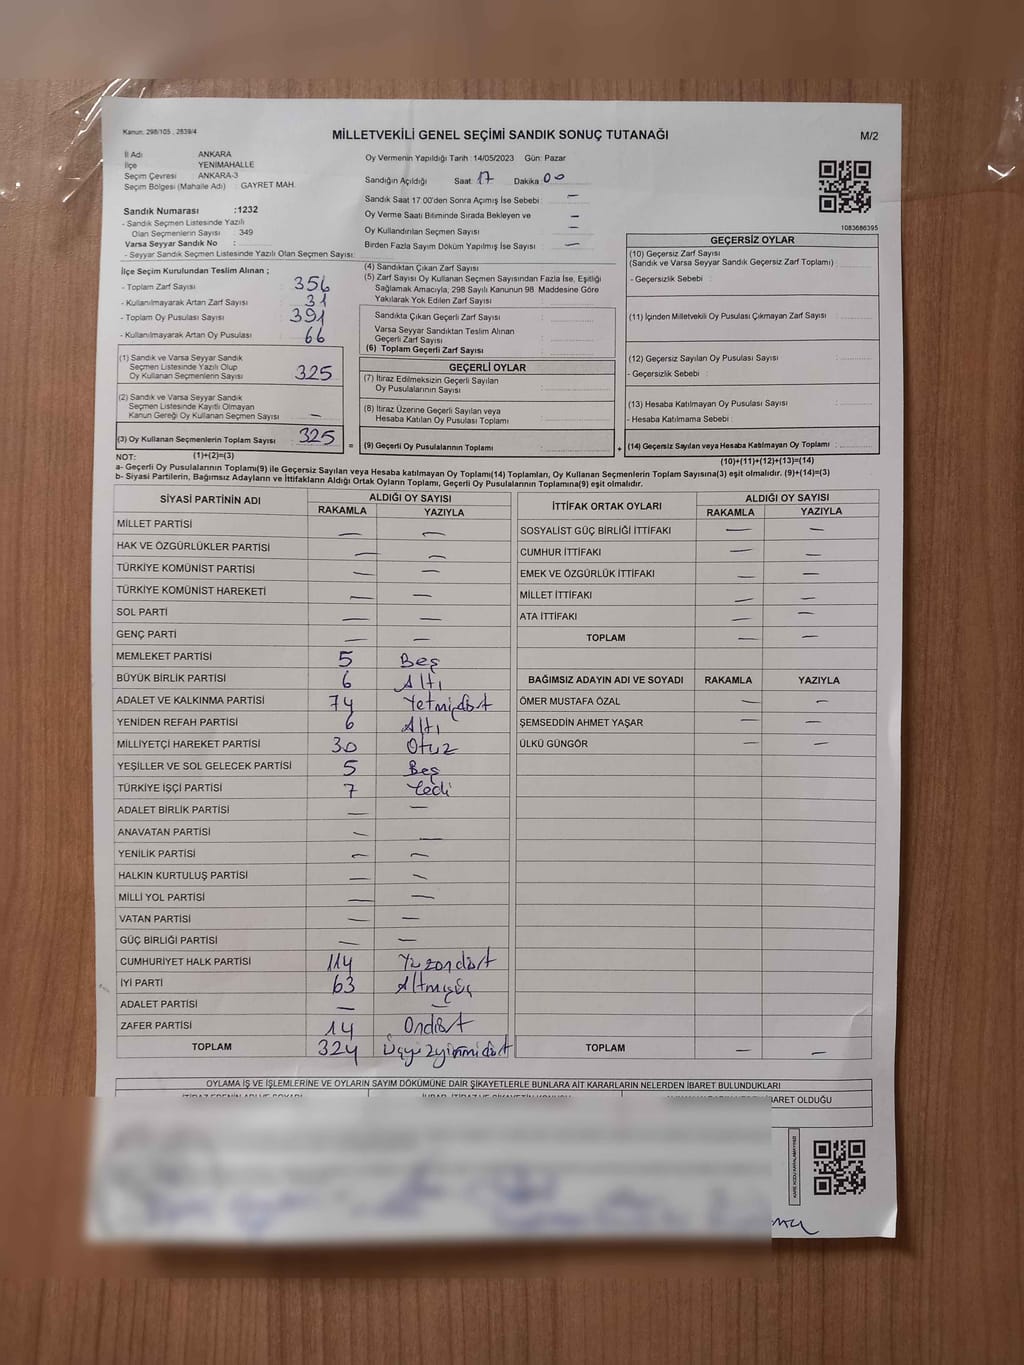 Kanun: 298/105 , 2839/4
MİLLETVEKİLİ GENEL SEÇİMİ SANDIK SONUÇ TUTANAĞI
M/2
İl Adı ANKARA
İlçe YENİMAHALLE
Seçim Çevresi : ANKARA-3
Seçim Bölgesi (Mahalle Adı) : GAYRET MAH.
Oy Vermenin Yapıldığı Tarih :14/05/2023 Gün: Pazar
Sandığın Açıldığı Saat: 17 Dakika: 00
Sandık Saat 17.00'den Sonra Açımış İse Sebebi : —
Oy Verme Saati Bitiminde Sırada Bekleyen ve
Oy Kullandırılan Seçmen Sayısı : —
Birden Fazla Sayım Döküm Yapılmış İse Sayısı : —
1083686395
Sandık Numarası :1232
- Sandık Seçmen Listesinde Yazılı
Olan Seçmenlerin Sayısı : 349
Varsa Seyyar Sandık No :
- Seyyar Sandık Seçmen Listesinde Yazılı Olan Seçmen Sayısı:
İlçe Seçim Kurulundan Teslim Alınan ;
- Toplam Zarf Sayısı : 356
- Kullanılmayarak Artan Zarf Sayısı : 31
- Toplam Oy Pusulası Sayısı : 391
- Kullanılmayarak Artan Oy Pusulası : 66
(1) Sandık ve Varsa Seyyar Sandık
Seçmen Listesinde Yazılı Olup
Oy Kullanan Seçmenlerin Sayısı : 325
(2) Sandık ve Varsa Seyyar Sandık
Seçmen Listesinde Kayıtlı Olmayan
Kanun Gereği Oy Kullanan Seçmen Sayısı : —
(3) Oy Kullanan Seçmenlerin Toplam Sayısı : 325
(4) Sandıktan Çıkan Zarf Sayısı :
(5) Zarf Sayısı Oy Kullanan Seçmen Sayısından Fazla İse, Eşitliği
Sağlamak Amacıyla, 298 Sayılı Kanunun 98 Maddesine Göre
Yakılarak Yok Edilen Zarf Sayısı :
Sandıkta Çıkan Geçerli Zarf Sayısı :
Varsa Seyyar Sandıktan Teslim Alınan
Geçerli Zarf Sayısı :
(6) Toplam Geçerli Zarf Sayısı :
GEÇERLİ OYLAR
(7) İtiraz Edilmeksizin Geçerli Sayılan
Oy Pusulalarının Sayısı :
(8) İtiraz Üzerine Geçerli Sayılan veya
Hesaba Katılan Oy Pusulası Toplamı :
= (9) Geçerli Oy Pusulalarının Toplamı :
GEÇERSİZ OYLAR
(10) Geçersiz Zarf Sayısı
(Sandık ve Varsa Seyyar Sandık Geçersiz Zarf Toplamı) :
- Geçersizlik Sebebi :
(11) İçinden Milletvekili Oy Pusulası Çıkmayan Zarf Sayısı :
(12) Geçersiz Sayılan Oy Pusulası Sayısı :
- Geçersizlik Sebebi :
(13) Hesaba Katılmayan Oy Pusulası Sayısı :
- Hesaba Katılmama Sebebi :
+ (14) Geçersiz Sayılan veya Hesaba Katılmayan Oy Toplamı :
NOT: (1)+(2)=(3)
(10)+(11)+(12)+(13)=(14)
a- Geçerli Oy Pusulalarının Toplamı(9) ile Geçersiz Sayılan veya Hesaba katılmayan Oy Toplamı(14) Toplamları, Oy Kullanan Seçmenlerin Toplam Sayısına(3) eşit olmalıdır. (9)+(14)=(3)
b- Siyasi Partilerin, Bağımsız Adayların ve İttifakların Aldığı Ortak Oyların Toplamı, Geçerli Oy Pusulalarının Toplamına(9) eşit olmalıdır.
SİYASİ PARTİNİN ADI ALDIĞI OY SAYISI
RAKAMLA YAZIYLA
MİLLET PARTİSİ — —
HAK VE ÖZGÜRLÜKLER PARTİSİ — —
TÜRKİYE KOMÜNİST PARTİSİ — —
TÜRKİYE KOMÜNİST HAREKETİ — —
SOL PARTİ — —
GENÇ PARTİ — —
MEMLEKET PARTİSİ 5 Beş
BÜYÜK BİRLİK PARTİSİ 6 Altı
ADALET VE KALKINMA PARTİSİ 74 Yetmişdört
YENİDEN REFAH PARTİSİ 6 Altı
MİLLİYETÇİ HAREKET PARTİSİ 30 Otuz
YEŞİLLER VE SOL GELECEK PARTİSİ 5 Beş
TÜRKİYE İŞÇİ PARTİSİ 7 Yedi
ADALET BİRLİK PARTİSİ — —
ANAVATAN PARTİSİ — —
YENİLİK PARTİSİ — —
HALKIN KURTULUŞ PARTİSİ — —
MİLLİ YOL PARTİSİ — —
VATAN PARTİSİ — —
GÜÇ BİRLİĞİ PARTİSİ — —
CUMHURİYET HALK PARTİSİ 114 Yüzondört
İYİ PARTİ 63 Altmışüç
ADALET PARTİSİ — —
ZAFER PARTİSİ 14 Ondört
TOPLAM 324 Üçyüzyirmidört
İTTİFAK ORTAK OYLARI ALDIĞI OY SAYISI
RAKAMLA YAZIYLA
SOSYALİST GÜÇ BİRLİĞİ İTTİFAKI — —
CUMHUR İTTİFAKI — —
EMEK VE ÖZGÜRLÜK İTTİFAKI — —
MİLLET İTTİFAKI — —
ATA İTTİFAKI — —
TOPLAM — —
BAĞIMSIZ ADAYIN ADI VE SOYADI RAKAMLA YAZIYLA
ÖMER MUSTAFA ÖZAL — —
ŞEMSEDDİN AHMET YAŞAR — —
ÜLKÜ GÜNGÖR — —
TOPLAM — —
OYLAMA İŞ VE İŞLEMLERİNE VE OYLARIN SAYIM DÖKÜMÜNE DAİR ŞİKAYETLERLE BUNLARA AİT KARARLARIN NELERDEN İBARET BULUNDUKLARI
İBARET OLDUĞU